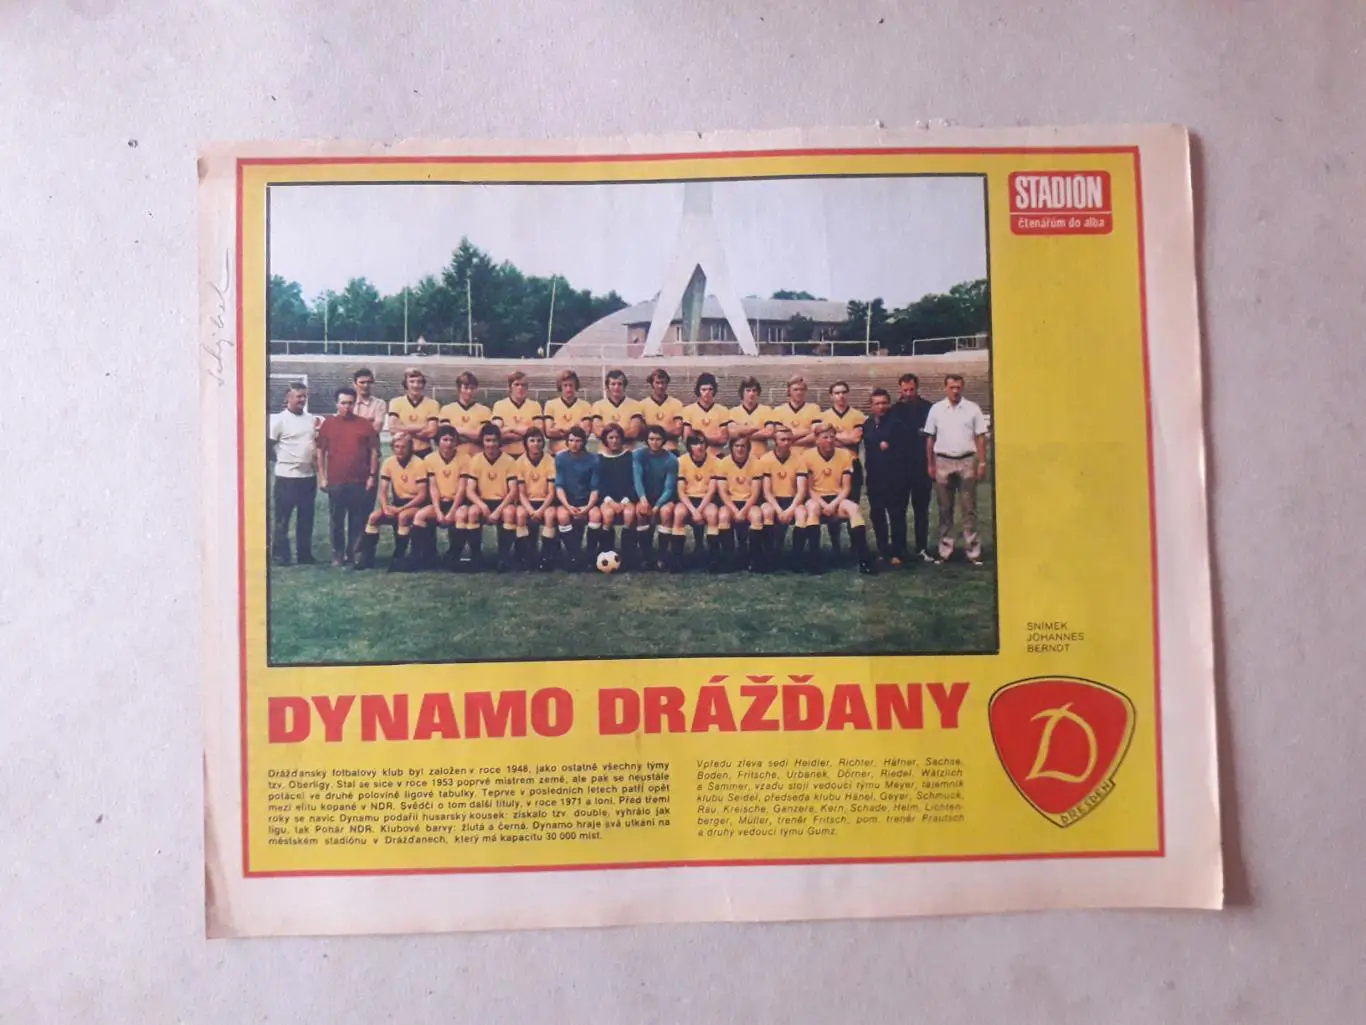 STADIÓN
čtenářům do alba
SNÍMEK
JOHANNES
BERNDT
DYNAMO DRÁŽĎANY
Drážďanský fotbalový klub byl založen v roce 1948, jako ostatně všechny týmy
tzv. Oberligy. Stal se sice v roce 1953 poprvé mistrem země, ale pak se neustále
potácel ve druhé polovině ligové tabulky. Teprve v posledních letech patří opět
mezi elitu kopané v NDR. Svědčí o tom další tituly, v roce 1971 a loni. Před třemi
roky se navíc Dynamu podařil husarský kousek: získalo tzv. double, vyhrálo jak
ligu, tak Pohár NDR. Klubové barvy: žlutá a černá. Dynamo hraje svá utkání na
městském stadiónu v Drážďanech, který má kapacitu 30 000 míst.
Vpředu zleva sedí Heidler, Richter, Häfner, Sachse,
Boden, Fritsche, Urbanek, Dörner, Riedel, Wätzlich
a Sammer, vzadu stojí vedoucí týmu Meyer, tajemník
klubu Seidel, předseda klubu Hänel, Geyer, Schmuck,
Rau, Kreische, Ganzera, Kern, Schade, Helm, Lichten-
berger, Müller, trenér Fritsch, pom. trenér Prautsch
a druhý vedoucí týmu Gumz.
D
DRESDEN